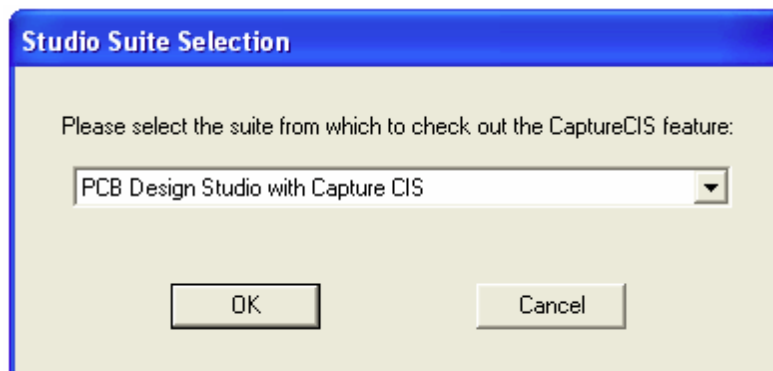 Studio Suite Selection
Please select the suite from which to check out the CaptureCIS feature:
PCB Design Studio with Capture CIS
OK
Cancel